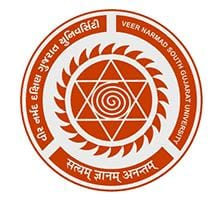 વીર નર્મદ દક્ષિણ ગુજરાત યુનિવર્સિટી
VEER NARMAD SOUTH GUJARAT UNIVERSITY
सत्यम् ज्ञानम् अनन्तम्